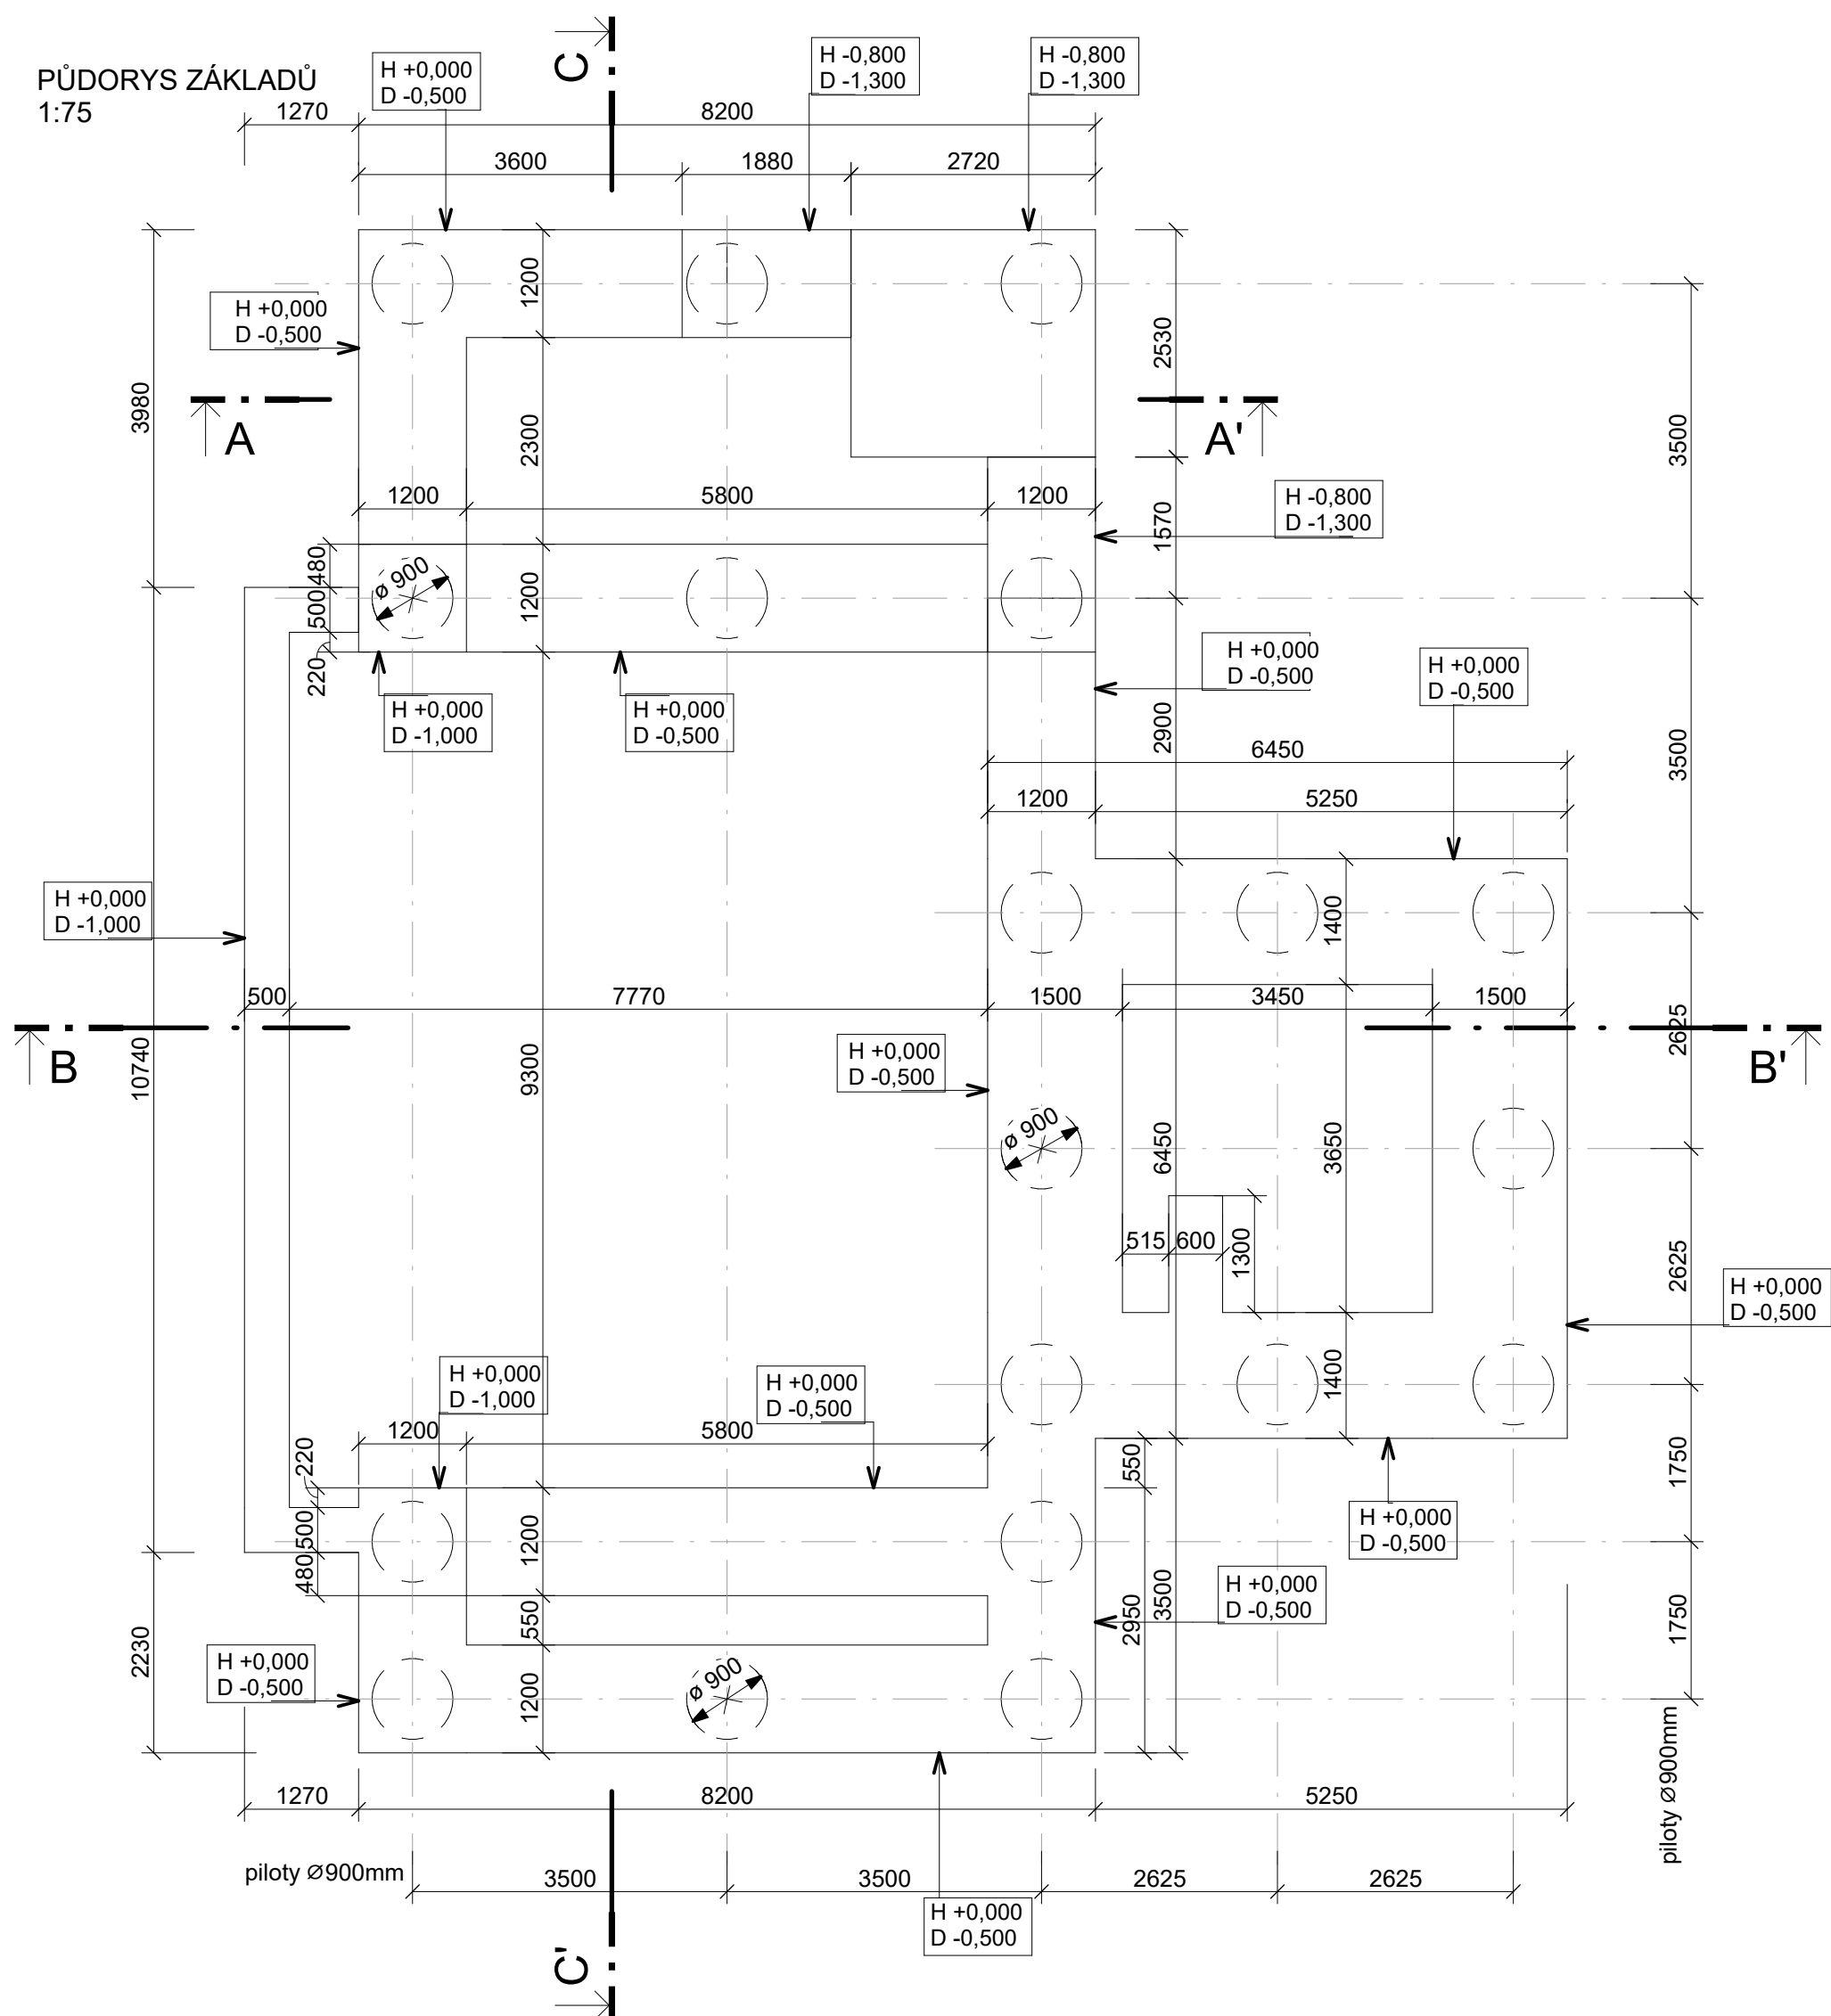 PŮDORYS ZÁKLADŮ
1:75
C
H +0,000
D -0,500
H -0,800
D -1,300
H -0,800
D -1,300
1270
8200
3600
1880
2720
1200
2530
H +0,000
D -0,500
3980
A
A'
2300
3500
1200
5800
1200
H -0,800
D -1,300
1570
480
500
220
ø 900
1200
H +0,000
D -1,000
H +0,000
D -0,500
H +0,000
D -0,500
H +0,000
D -0,500
2900
3500
6450
1200
5250
H +0,000
D -1,000
1400
500
7770
1500
3450
1500
2625
B
B'
10740
9300
H +0,000
D -0,500
ø 900
6450
3650
515
600
1300
2625
H +0,000
D -0,500
H +0,000
D -1,000
H +0,000
D -0,500
1400
1200
5800
220
550
1750
500
480
1200
H +0,000
D -0,500
H +0,000
D -0,500
550
2950
3500
1750
2230
H +0,000
D -0,500
ø 900
1200
piloty ⌀900mm
1270
8200
5250
piloty ⌀900mm
3500
3500
2625
2625
H +0,000
D -0,500
C'